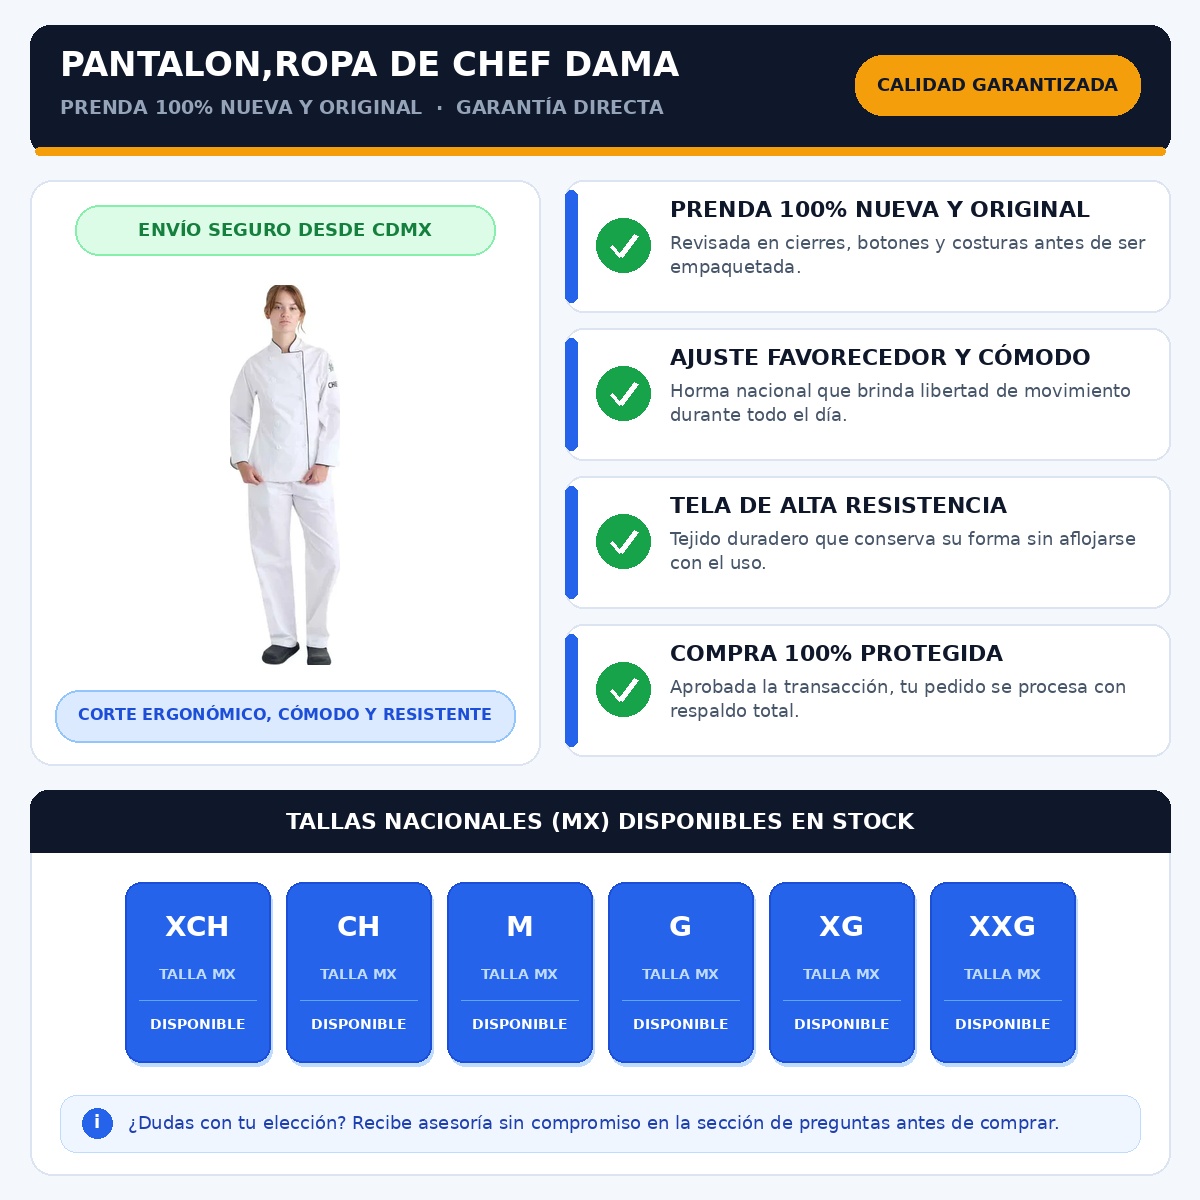 PANTALON,ROPA DE CHEF DAMA
PRENDA 100% NUEVA Y ORIGINAL · GARANTÍA DIRECTA
CALIDAD GARANTIZADA
ENVÍO SEGURO DESDE CDMX
CORTE ERGONÓMICO, CÓMODO Y RESISTENTE
PRENDA 100% NUEVA Y ORIGINAL
Revisada en cierres, botones y costuras antes de ser
empaquetada.
AJUSTE FAVORECEDOR Y CÓMODO
Horma nacional que brinda libertad de movimiento
durante todo el día.
TELA DE ALTA RESISTENCIA
Tejido duradero que conserva su forma sin aflojarse
con el uso.
COMPRA 100% PROTEGIDA
Aprobada la transacción, tu pedido se procesa con
respaldo total.
TALLAS NACIONALES (MX) DISPONIBLES EN STOCK
XCH
TALLA MX
DISPONIBLE
CH
TALLA MX
DISPONIBLE
M
TALLA MX
DISPONIBLE
G
TALLA MX
DISPONIBLE
XG
TALLA MX
DISPONIBLE
XXG
TALLA MX
DISPONIBLE
i
¿Dudas con tu elección? Recibe asesoría sin compromiso en la sección de preguntas antes de comprar.